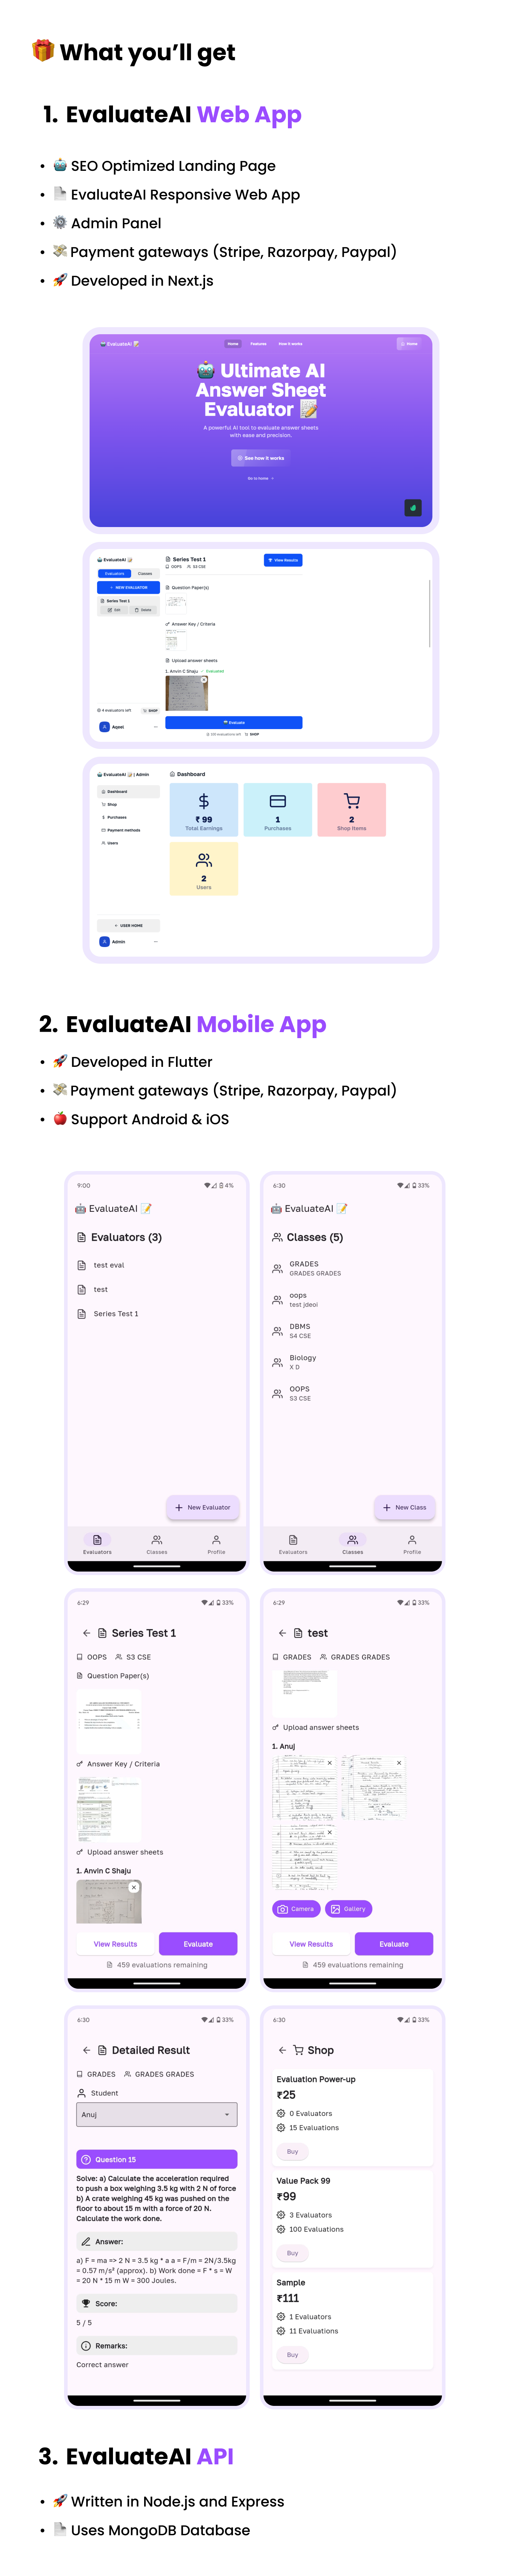 🎁 What you’ll get
1. EvaluateAI Web App
• 🤖 SEO Optimized Landing Page
• 📄 EvaluateAI Responsive Web App
• ⚙️ Admin Panel
• 💸 Payment gateways (Stripe, Razorpay, Paypal)
• 🚀 Developed in Next.js
🤖 EvaluateAI 📝 Home Features How it works Home
🤖 Ultimate AI
Answer Sheet
Evaluator 📝
A powerful AI tool to evaluate answer sheets
with ease and precision.
See how it works
Go to home →
🤖 EvaluateAI 📝
Evaluators Classes
+ NEW EVALUATOR
Series Test 1
Edit Delete
4 evaluators left SHOP
A Aqeel ...
Series Test 1
OOPS S3 CSE
View Results
Question Paper(s)
Answer Key / Criteria
Upload answer sheets
1. Anvin C Shaju ✓ Evaluated
Evaluate
SHOP
🤖 EvaluateAI 📝 | Admin
Dashboard
Shop
Purchases
Payment methods
Users
+ USER HOME
A Admin ...
Dashboard
₹ 99
Total Earnings
1
Purchases
2
Shop Items
2
Users
2. EvaluateAI Mobile App
• 🚀 Developed in Flutter
• 💸 Payment gateways (Stripe, Razorpay, Paypal)
• 🍎 Support Android & iOS
9:00 4%
🤖 EvaluateAI 📝
Evaluators (3)
test eval
test
Series Test 1
+ New Evaluator
Evaluators Classes Profile
6:30 33%
🤖 EvaluateAI 📝
Classes (5)
GRADES
GRADES GRADES
oops
test jdeoi
DBMS
S4 CSE
Biology
X D
OOPS
S3 CSE
+ New Class
Evaluators Classes Profile
6:29 33%
← Series Test 1
OOPS S3 CSE
Question Paper(s)
Answer Key / Criteria
Upload answer sheets
1. Anvin C Shaju
View Results Evaluate
459 evaluations remaining
6:29 33%
← test
GRADES GRADES GRADES
Upload answer sheets
1. Anuj
Camera Gallery
View Results Evaluate
459 evaluations remaining
6:30 33%
← Detailed Result
GRADES GRADES GRADES
Student
Anuj
Question 15
Solve: a) Calculate the acceleration required
to push a box weighing 3.5 kg with 2 N of force
b) A crate weighing 45 kg was pushed on the
floor to about 15 m with a force of 20 N.
Calculate the work done.
Answer:
a) F = ma => 2 N = 3.5 kg * a a = F/m = 2N/3.5kg
= 0.57 m/s² (approx). b) Work done = F * s = W
= 20 N * 15 m W = 300 Joules.
Score:
5 / 5
Remarks:
Correct answer
6:30 33%
← Shop
Evaluation Power-up
₹25
0 Evaluators
15 Evaluations
Buy
Value Pack 99
₹99
3 Evaluators
100 Evaluations
Buy
Sample
₹111
1 Evaluators
11 Evaluations
Buy
3. EvaluateAI API
• 🚀 Written in Node.js and Express
• 📄 Uses MongoDB Database